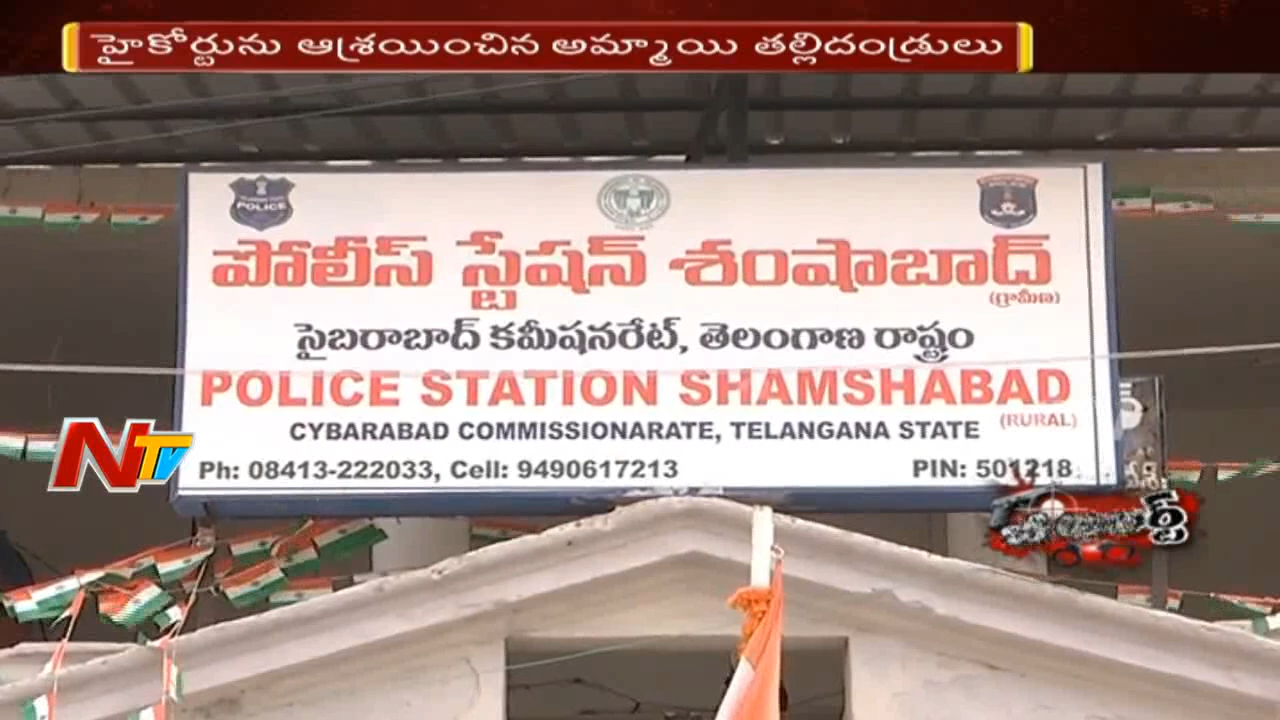 హైకోర్టును ఆశ్రయించిన అమ్మాయి తల్లిదండ్రులు
POLICE
పోలీస్ స్టేషన్ శంషాబాద్
(గ్రామీణ)
సైబరాబాద్ కమీషనరేట్, తెలంగాణ రాష్ట్రం
POLICE STATION SHAMSHABAD
(RURAL)
CYBARABAD COMMISSIONARATE, TELANGANA STATE
Ph: 08413-222033, Cell: 9490617213
PIN: 501218
NTV